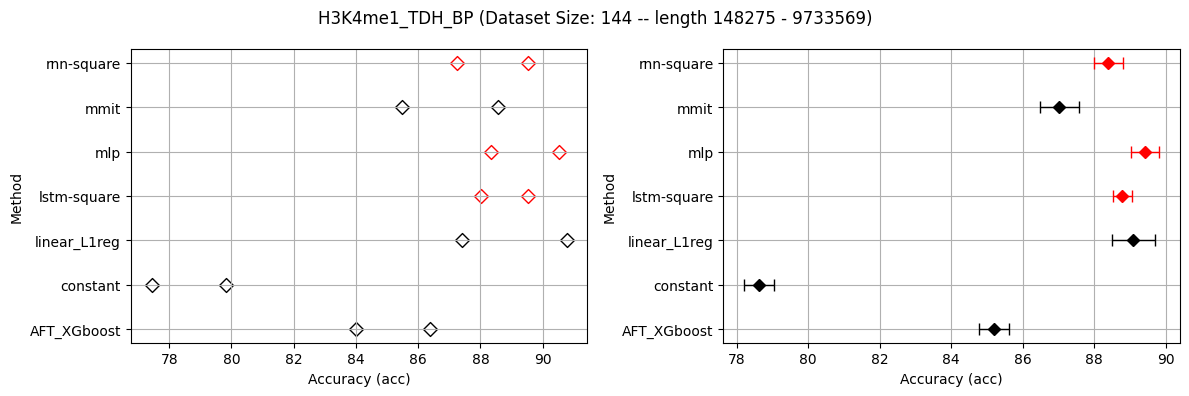 H3K4me1_TDH_BP (Dataset Size: 144 -- length 148275 - 9733569)
Method
rnn-square
mmit
mlp
lstm-square
linear_L1reg
constant
AFT_XGboost
78 80 82 84 86 88 90
Accuracy (acc)
Method
rnn-square
mmit
mlp
lstm-square
linear_L1reg
constant
AFT_XGboost
78 80 82 84 86 88 90
Accuracy (acc)